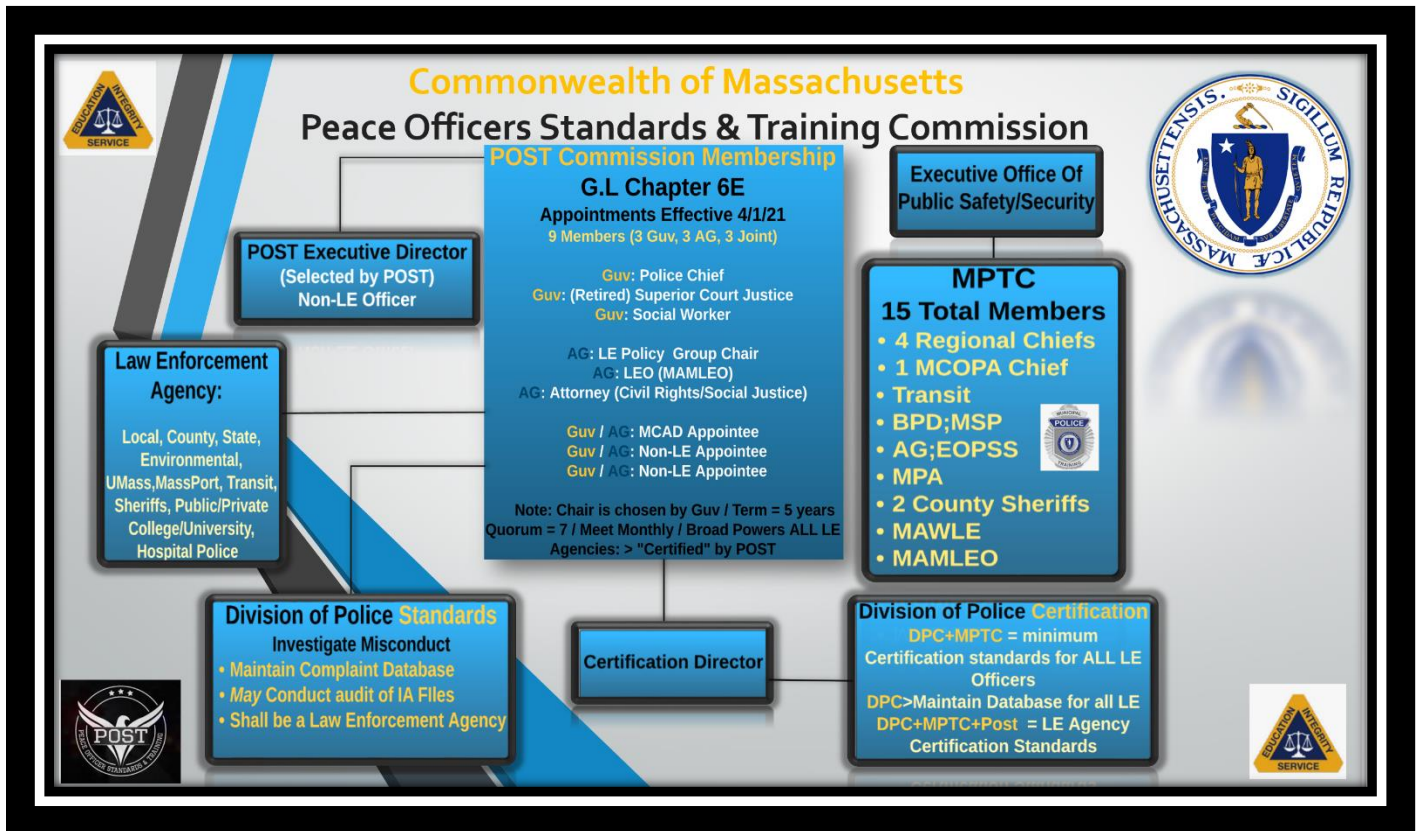 Commonwealth of Massachusetts
Peace Officers Standards & Training Commission
EDUCATION
INTEGRITY
SERVICE
SIGILLUM REIPUBLICÆ MASSACHUSETTENSIS.
POST Commission Membership
G.L Chapter 6E
Appointments Effective 4/1/21
9 Members (3 Guv, 3 AG, 3 Joint)
Guv: Police Chief
Guv: (Retired) Superior Court Justice
Guv: Social Worker
AG: LE Policy Group Chair
AG: LEO (MAMLEO)
AG: Attorney (Civil Rights/Social Justice)
Guv / AG: MCAD Appointee
Guv / AG: Non-LE Appointee
Guv / AG: Non-LE Appointee
Note: Chair is chosen by Guv / Term = 5 years
Quorum = 7 / Meet Monthly / Broad Powers ALL LE
Agencies: > "Certified" by POST
POST Executive Director
(Selected by POST)
Non-LE Officer
Law Enforcement
Agency:
Local, County, State,
Environmental,
UMass,MassPort, Transit,
Sheriffs, Public/Private
College/University,
Hospital Police
Executive Office Of
Public Safety/Security
MPTC
15 Total Members
• 4 Regional Chiefs
• 1 MCOPA Chief
• Transit
• BPD;MSP
• AG;EOPSS
• MPA
• 2 County Sheriffs
• MAWLE
• MAMLEO
MUNICIPAL
POLICE
TRAINING
Division of Police Standards
Investigate Misconduct
• Maintain Complaint Database
• May Conduct audit of IA FIles
• Shall be a Law Enforcement Agency
Certification Director
Division of Police Certification
DPC+MPTC = minimum
Certification standards for ALL LE
Officers
DPC>Maintain Database for all LE
DPC+MPTC+Post = LE Agency
Certification Standards
POST
PEACE OFFICER STANDARDS & TRAINING
EDUCATION
INTEGRITY
SERVICE